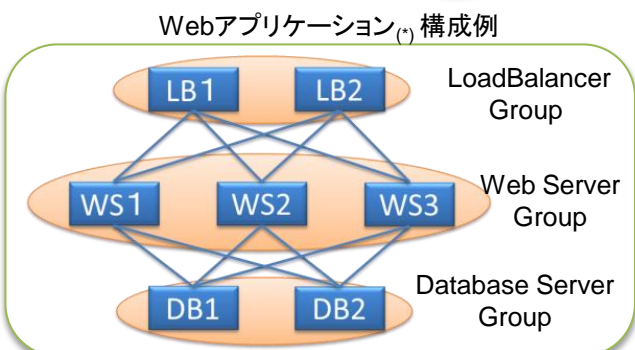 Webアプリケーション(*) 構成例
LB1 LB2 LoadBalancer
Group
WS1 WS2 WS3 Web Server
Group
DB1 DB2 Database Server
Group